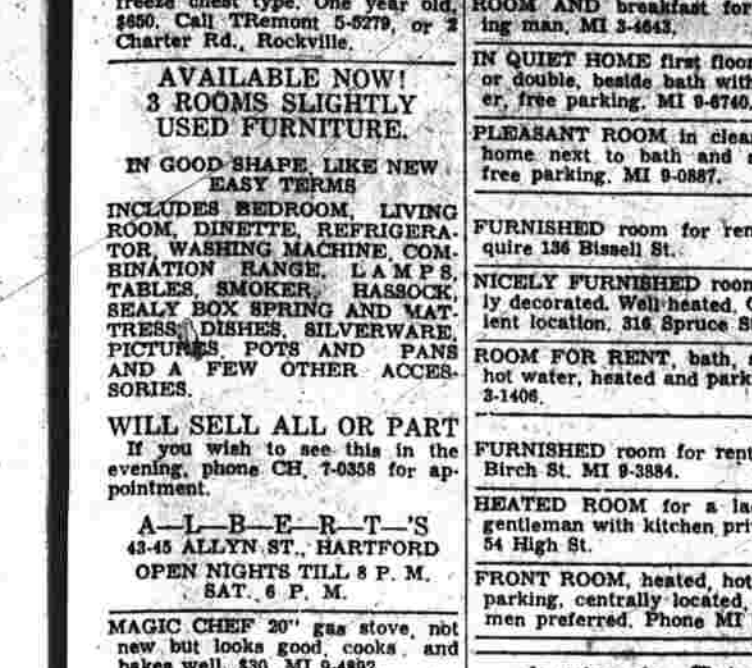 freeze chest type. One year old,
$650. Call TRemont 5-5279, or 2
Charter Rd., Rockville.
AVAILABLE NOW!
3 ROOMS SLIGHTLY
USED FURNITURE.
IN GOOD SHAPE, LIKE NEW
EASY TERMS
INCLUDES BEDROOM, LIVING
ROOM, DINETTE, REFRIGERA-
TOR, WASHING MACHINE, COM-
BINATION RANGE, LAMPS,
TABLES, SMOKER, HASSOCK,
SEALY BOX SPRING AND MAT-
TRESS, DISHES, SILVERWARE,
PICTURES, POTS AND PANS
AND A FEW OTHER ACCES-
SORIES.
WILL SELL ALL OR PART
If you wish to see this in the
evening, phone CH. 7-0358 for ap-
pointment.
A—L—B—E—R—T—'S
43-45 ALLYN ST., HARTFORD
OPEN NIGHTS TILL 8 P. M.
SAT. 6 P. M.
MAGIC CHEF 20" gas stove, not
new but looks good, cooks and
bakes well. $30. MI 9-4892
ROOM AND breakfast for
ing man. MI 3-4643.
IN QUIET HOME first floor
or double, beside bath with
er, free parking. MI 9-6740
PLEASANT ROOM in clean
home next to bath and
free parking. MI 9-0887.
FURNISHED room for ren
quire 136 Bissell St.
NICELY FURNISHED room
ly decorated. Well heated,
ient location. 316 Spruce S
ROOM FOR RENT, bath,
hot water, heated and park
3-1406.
FURNISHED room for rent
Birch St. MI 9-3884.
HEATED ROOM for a la
gentleman with kitchen pri
54 High St.
FRONT ROOM, heated, hot
parking, centrally located,
men preferred. Phone MI